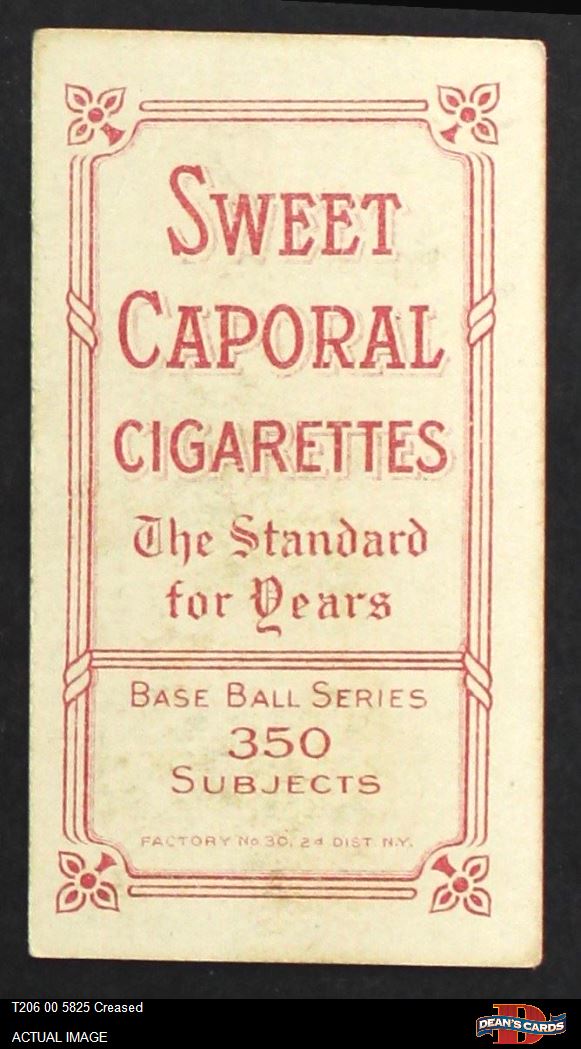 SWEET
CAPORAL
CIGARETTES
The Standard
for Years
BASE BALL SERIES
350
SUBJECTS
FACTORY No. 30, 2d DIST. N.Y.
T206 00 5825 Creased
ACTUAL IMAGE
D
DEAN'S CARDS